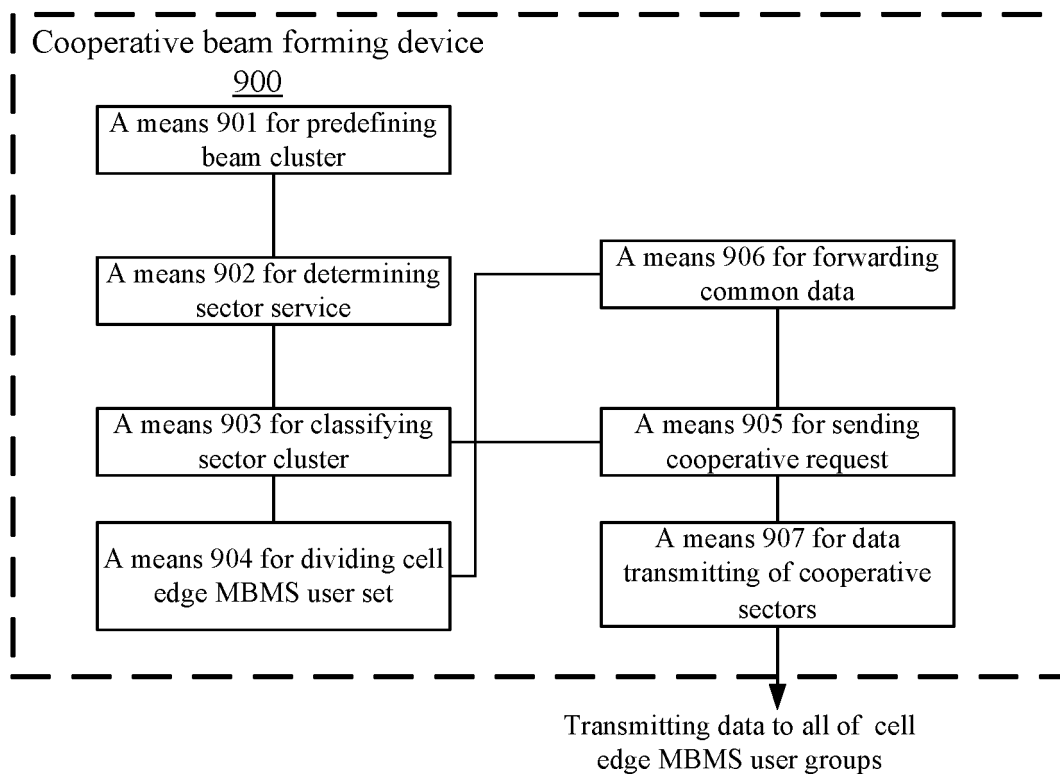 Cooperative beam forming device
900
A means 901 for predefining
beam cluster
A means 902 for determining
sector service
A means 903 for classifying
sector cluster
A means 904 for dividing cell
edge MBMS user set
A means 906 for forwarding
common data
A means 905 for sending
cooperative request
A means 907 for data
transmitting of cooperative
sectors
Transmitting data to all of cell
edge MBMS user groups